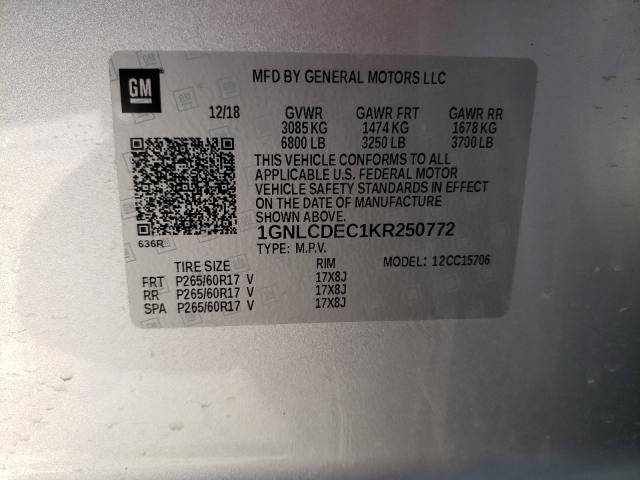 GM
MFD BY GENERAL MOTORS LLC
12/18 GVWR GAWR FRT GAWR RR
3085 KG 1474 KG 1678 KG
6800 LB 3250 LB 3700 LB
THIS VEHICLE CONFORMS TO ALL
APPLICABLE U.S. FEDERAL MOTOR
VEHICLE SAFETY STANDARDS IN EFFECT
ON THE DATE OF MANUFACTURE
SHOWN ABOVE.
636R
1GNLCDEC1KR250772
TYPE: M.P.V. MODEL: 12CC15706
TIRE SIZE RIM
FRT P265/60R17 V 17X8J
RR P265/60R17 V 17X8J
SPA P265/60R17 V 17X8J